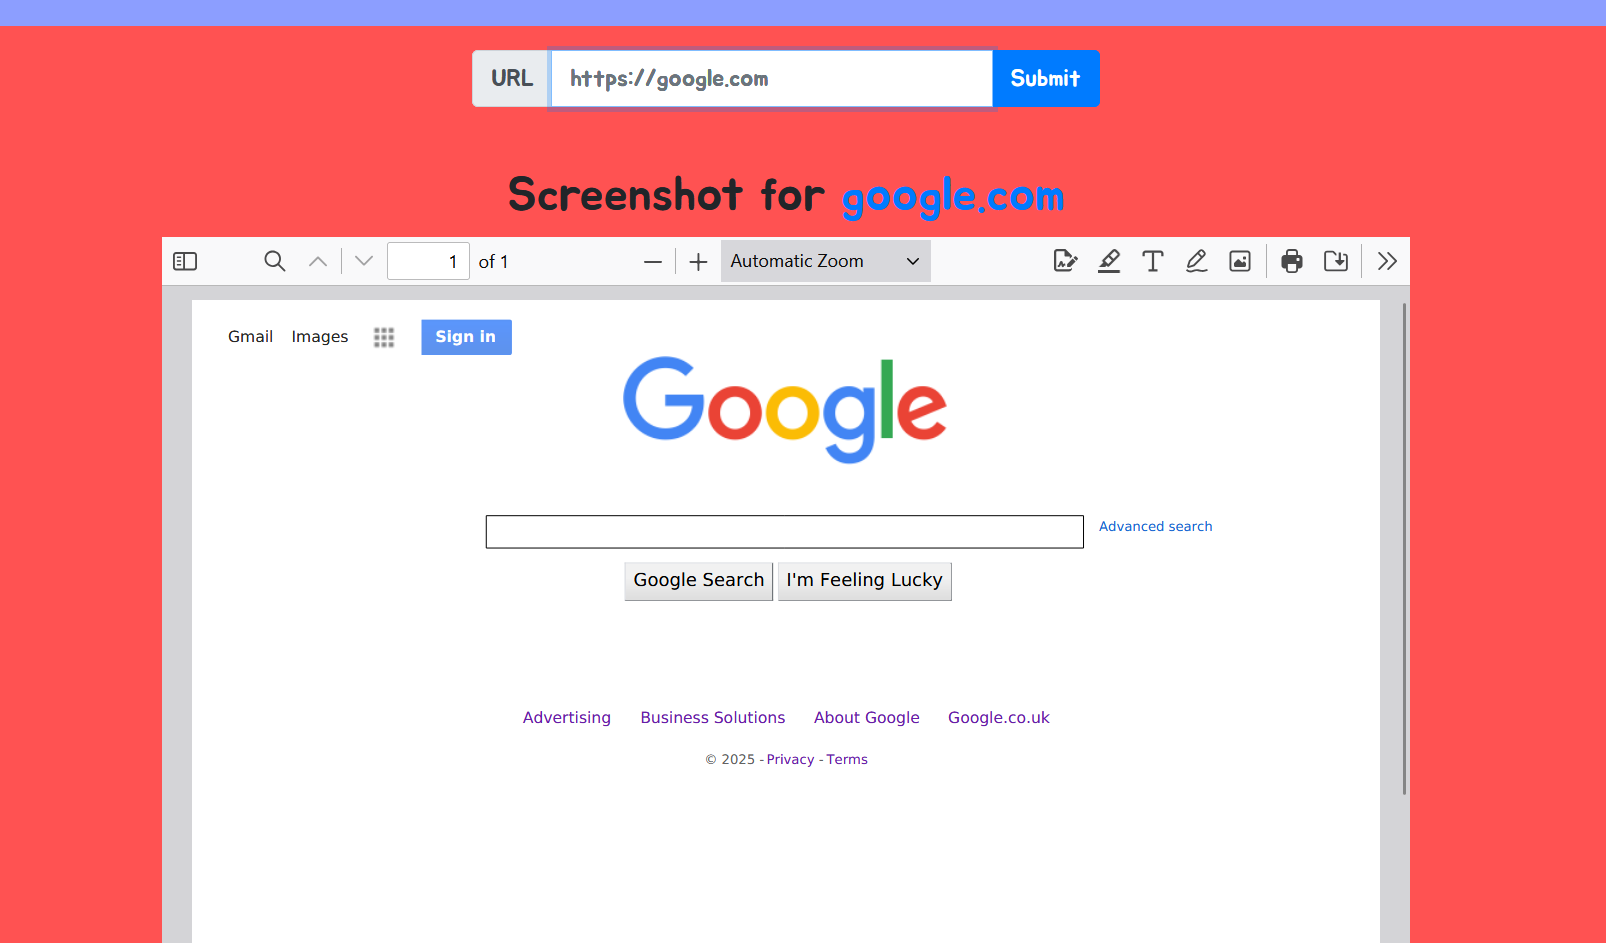 URL https://google.com Submit
Screenshot for google.com
1 of 1 Automatic Zoom
Gmail Images Sign in
Google
Advanced search
Google Search I'm Feeling Lucky
Advertising Business Solutions About Google Google.co.uk
© 2025 - Privacy - Terms